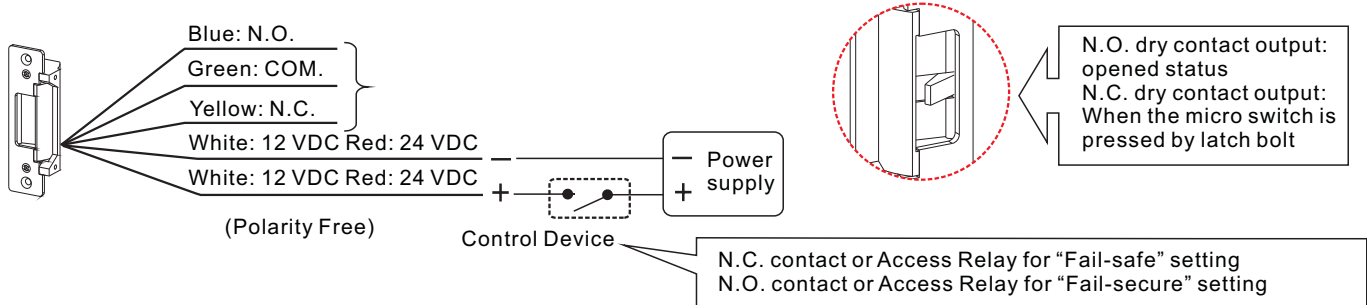 Blue: N.O.
Green: COM.
Yellow: N.C.
White: 12 VDC Red: 24 VDC
White: 12 VDC Red: 24 VDC
(Polarity Free)
−
+
Control Device
− Power
+ supply
N.O. dry contact output:
opened status
N.C. dry contact output:
When the micro switch is
pressed by latch bolt
N.C. contact or Access Relay for “Fail-safe” setting
N.O. contact or Access Relay for “Fail-secure” setting